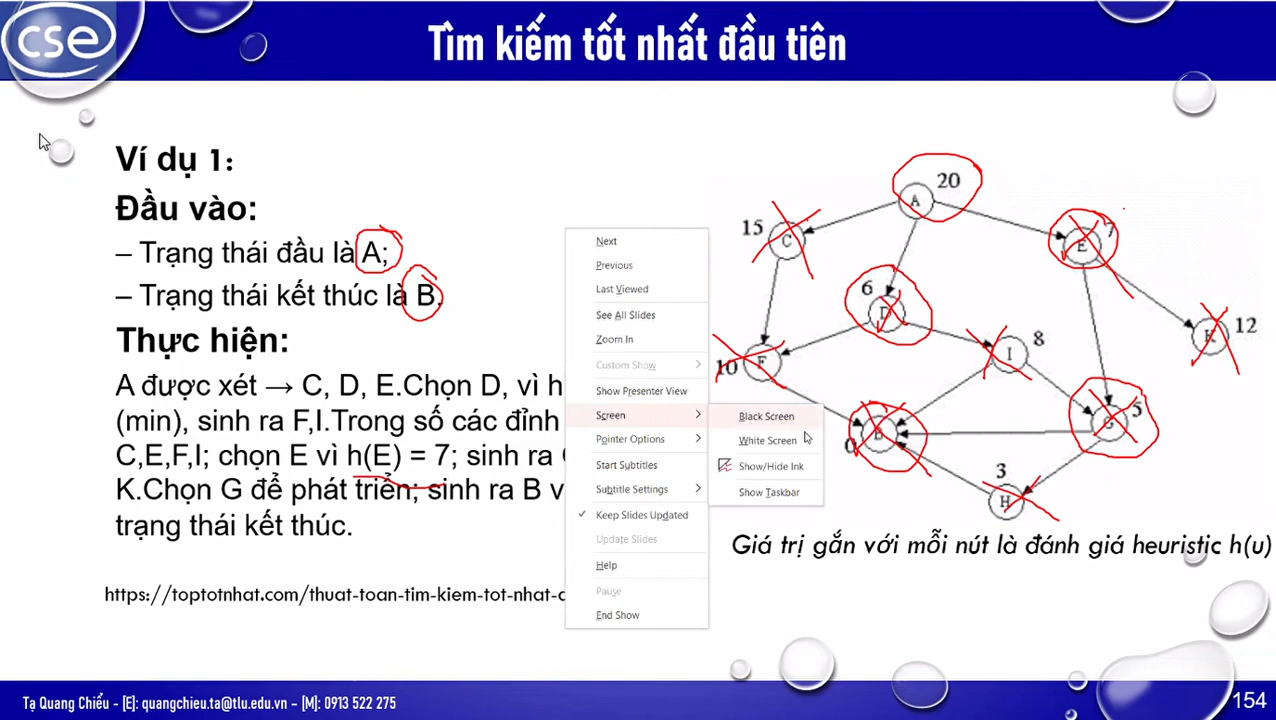 cse
Tìm kiếm tốt nhất đầu tiên
Ví dụ 1:
Đầu vào:
– Trạng thái đầu là A;
– Trạng thái kết thúc là B.
Thực hiện:
A được xét → C, D, E.Chọn D, vì h
(min), sinh ra F,I.Trong số các đỉnh
C,E,F,I; chọn E vì h(E) = 7; sinh ra
K.Chọn G để phát triển; sinh ra B v
trạng thái kết thúc.
https://toptotnhat.com/thuat-toan-tim-kiem-tot-nhat-
Next
Previous
Last Viewed
See All Slides
Zoom In
Custom Show
Show Presenter View
Screen
Pointer Options
Start Subtitles
Subtitle Settings
Keep Slides Updated
Update Slides
Help
Pause
End Show
Black Screen
White Screen
Show/Hide Ink
Show Taskbar
A 20
15 C
E 7
6 D
K 12
10 F
I 8
G 5
0 B
3
H
Giá trị gắn với mỗi nút là đánh giá heuristic h(u)
Tạ Quang Chiểu – [E]: quangchieu.ta@tlu.edu.vn – [M]: 0913 522 275
154